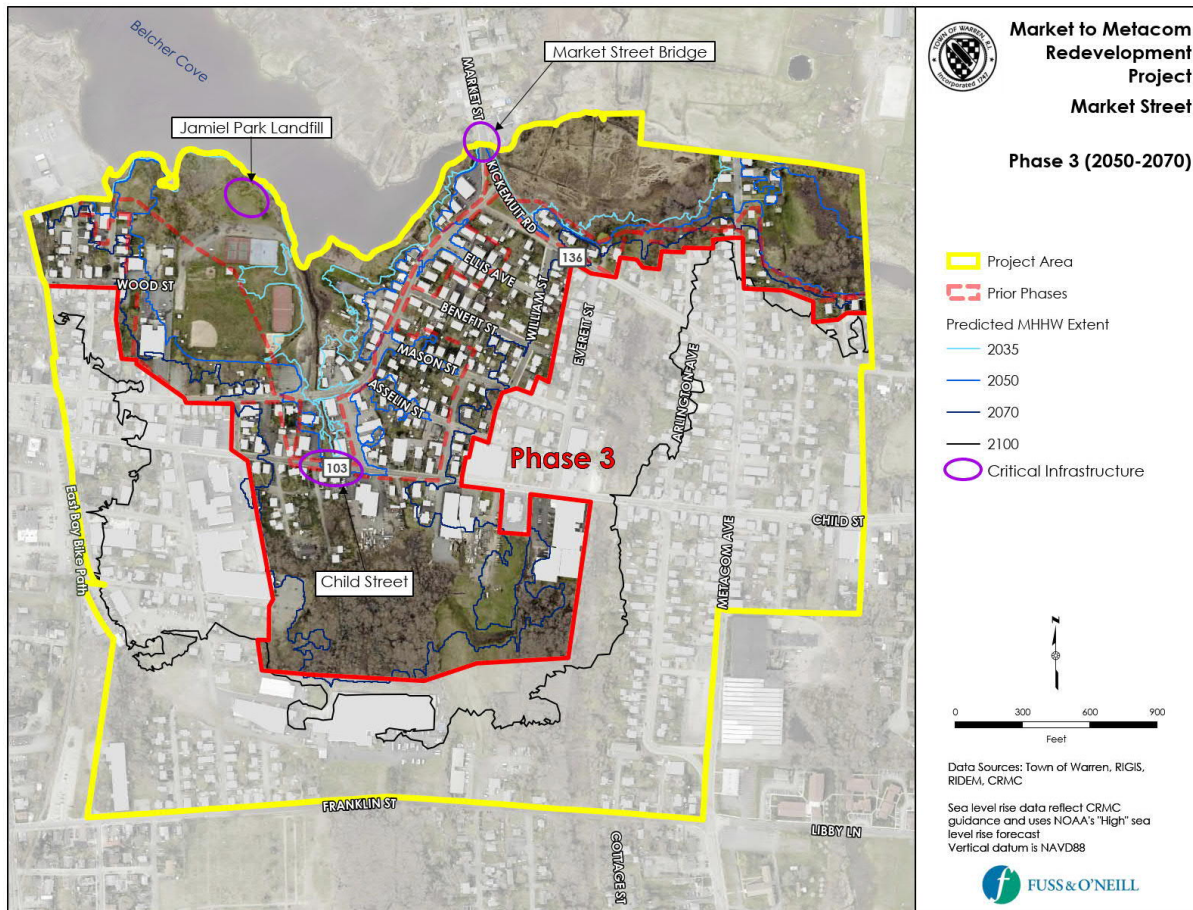 Belcher Cove
Market Street Bridge
MARKET ST
Jamiel Park Landfill
KICKEMUIT RD
136
WOOD ST
ELLIS AVE
BENEFIT ST
WILLIAM ST
MASON ST
ASSELIN ST
EVERETT ST
ARLINGTON AVE
103
Phase 3
East Bay Bike Path
CHILD ST
METACOM AVE
Child Street
FRANKLIN ST
LIBBY LN
COTTAGE ST
TOWN OF WARREN, R.I.
Incorporated 1747
Market to Metacom
Redevelopment
Project
Market Street
Phase 3 (2050-2070)
Project Area
Prior Phases
Predicted MHHW Extent
2035
2050
2070
2100
Critical Infrastructure
N
0 300 600 900
Feet
Data Sources: Town of Warren, RIGIS,
RIDEM, CRMC
Sea level rise data reflect CRMC
guidance and uses NOAA's "High" sea
level rise forecast
Vertical datum is NAVD88
FUSS & O'NEILL